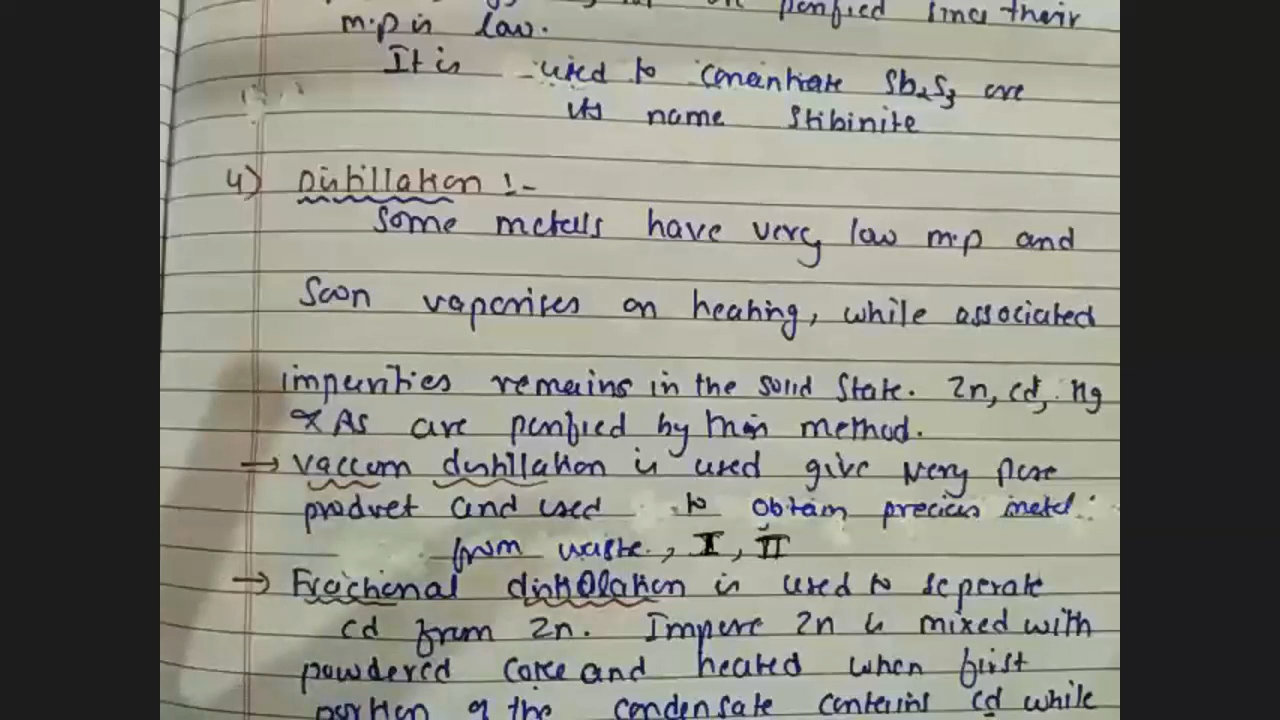 penfied since their
m.p is low.
It is used to concentrate Sb2S3 ore
its name Stibinite
4) Distillation :-
Some metals have very low m.p and
Soon vaporises on heating, while associated
impurities remains in the solid state. Zn, cd, Hg
& As are penfied by this method.
→ Vaccum distillation is used give very pure
product and used to obtain precious metal
from waste., I, II
→ Fractional distillation is used to seperate
cd from Zn. Impure Zn is mixed with
powdered coke and heated when first
portion of the condensate contains cd while